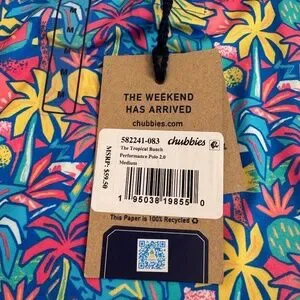 M
M
M
M
THE WEEKEND
HAS ARRIVED
chubbies.com
582241-083 chubbies
The Tropical Bunch
Performance Polo 2.0
Medium
MSRP: $59.50
1 95038 19855 0
This Paper is 100% Recycled